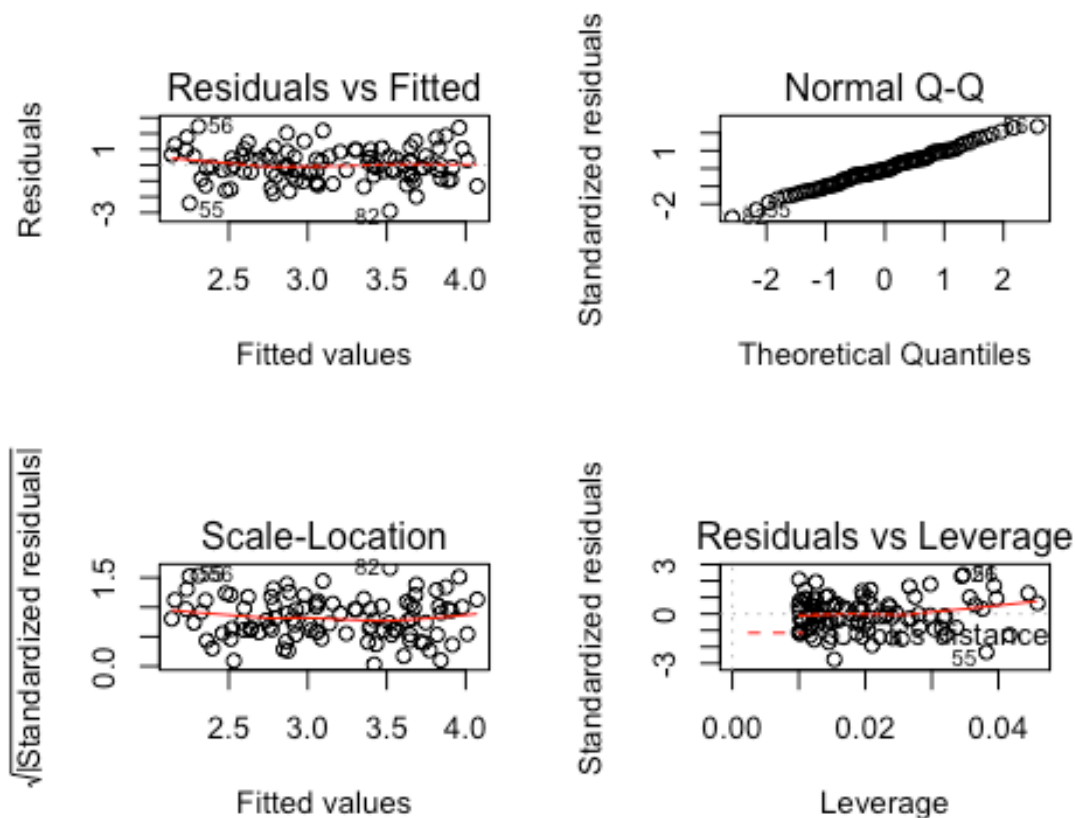 Residuals vs Fitted
Residuals
1
-3
56
55
82
2.5 3.0 3.5 4.0
Fitted values
Normal Q-Q
Standardized residuals
1
-2
-2 -1 0 1 2
Theoretical Quantiles
Scale-Location
√|Standardized residuals|
1.5
0.0
82
2.5 3.0 3.5 4.0
Fitted values
Residuals vs Leverage
Standardized residuals
3
0
-3
distance
55
0.00 0.02 0.04
Leverage